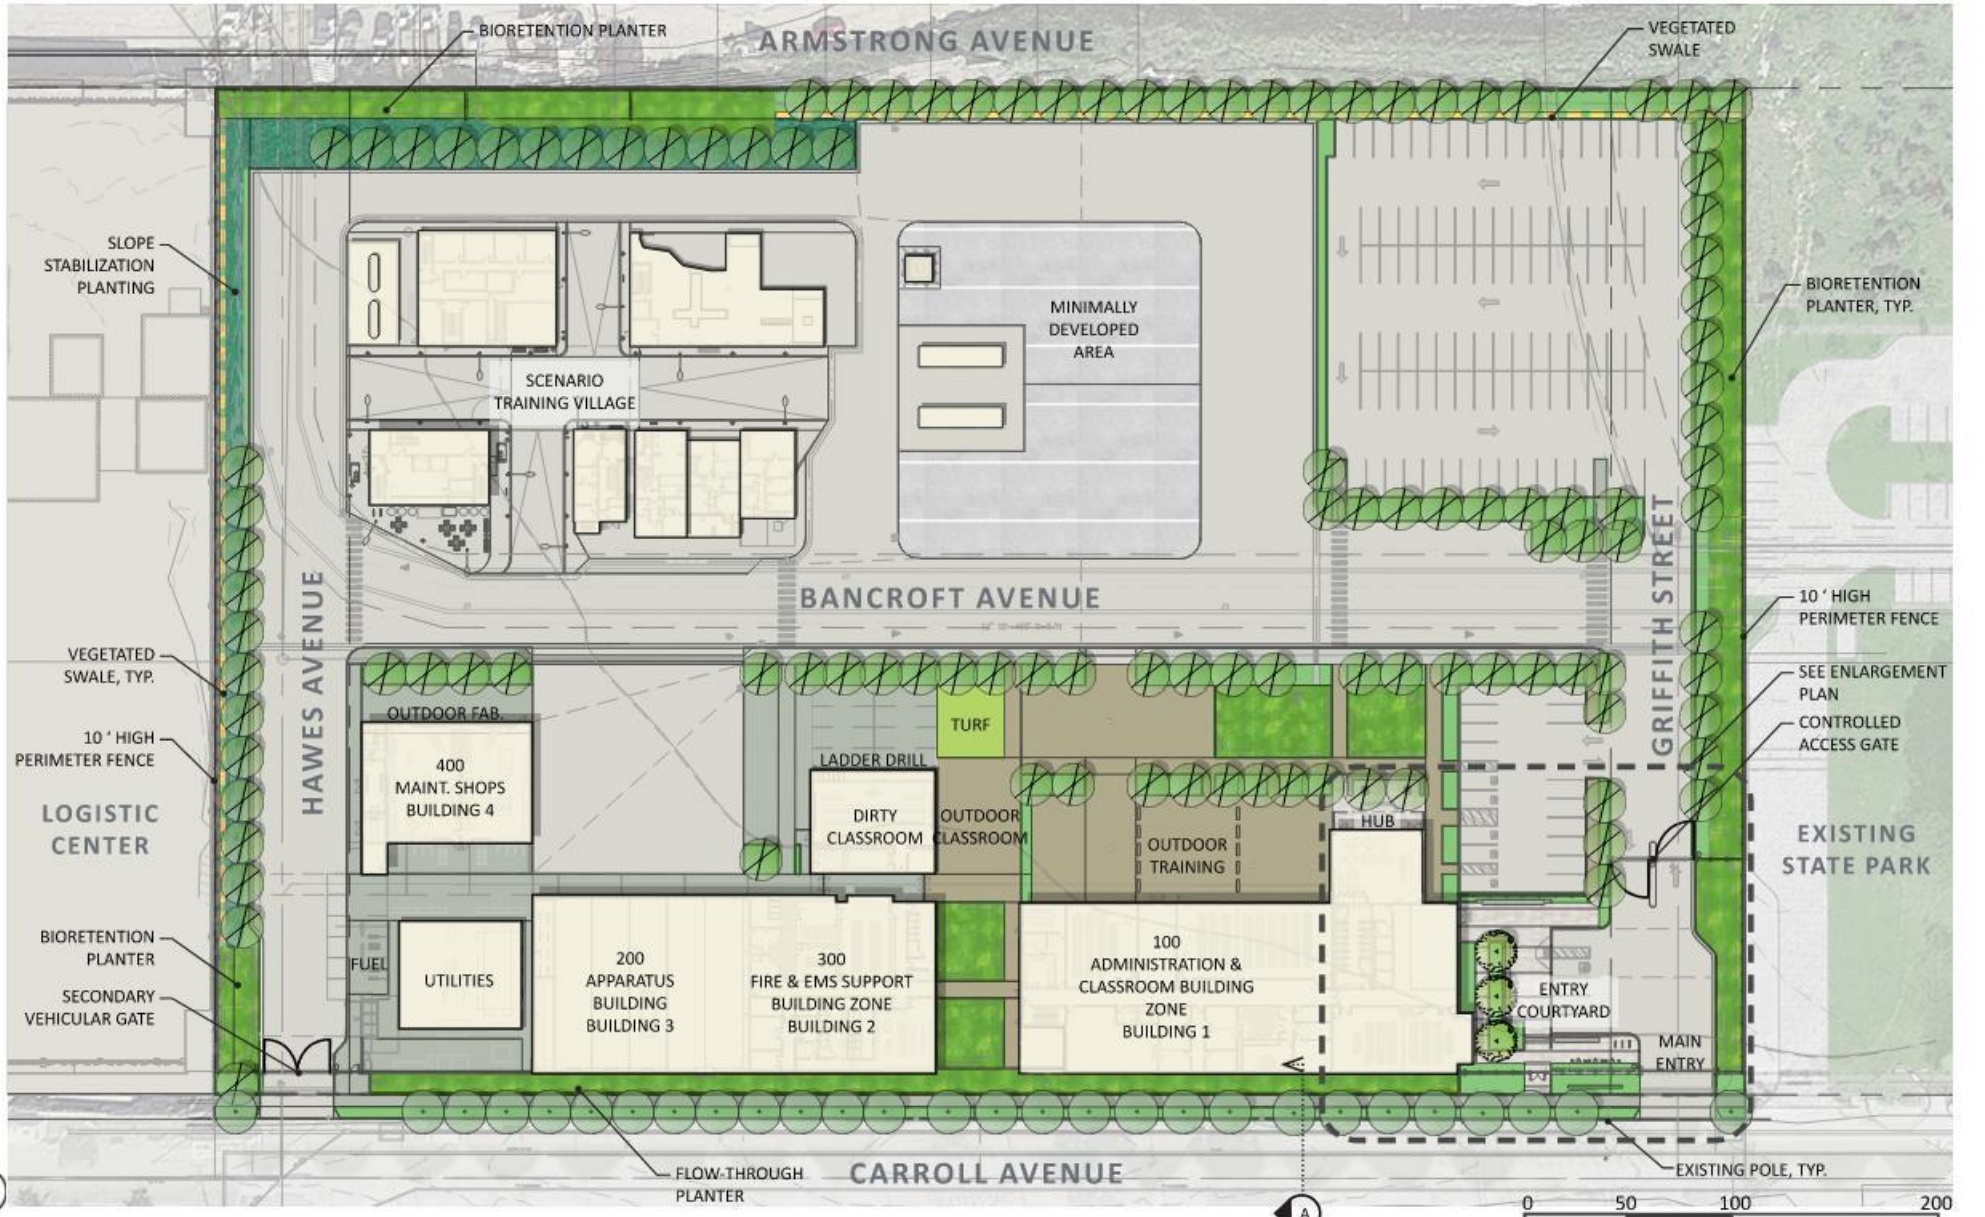 BIORETENTION PLANTER
ARMSTRONG AVENUE
VEGETATED
SWALE
SLOPE
STABILIZATION
PLANTING
BIORETENTION
PLANTER, TYP.
MINIMALLY
DEVELOPED
AREA
SCENARIO
TRAINING VILLAGE
HAWES AVENUE
BANCROFT AVENUE
GRIFFITH STREET
10 ' HIGH
PERIMETER FENCE
VEGETATED
SWALE, TYP.
SEE ENLARGEMENT
PLAN
CONTROLLED
ACCESS GATE
10 ' HIGH
PERIMETER FENCE
OUTDOOR FAB.
TURF
400
MAINT. SHOPS
BUILDING 4
LADDER DRILL
DIRTY
CLASSROOM
OUTDOOR
CLASSROOM
HUB
OUTDOOR
TRAINING
LOGISTIC
CENTER
EXISTING
STATE PARK
BIORETENTION
PLANTER
SECONDARY
VEHICULAR GATE
FUEL
UTILITIES
200
APPARATUS
BUILDING
BUILDING 3
300
FIRE & EMS SUPPORT
BUILDING ZONE
BUILDING 2
100
ADMINISTRATION &
CLASSROOM BUILDING
ZONE
BUILDING 1
ENTRY
COURTYARD
MAIN
ENTRY
FLOW-THROUGH
PLANTER
CARROLL AVENUE
EXISTING POLE, TYP.
A
0 50 100 200